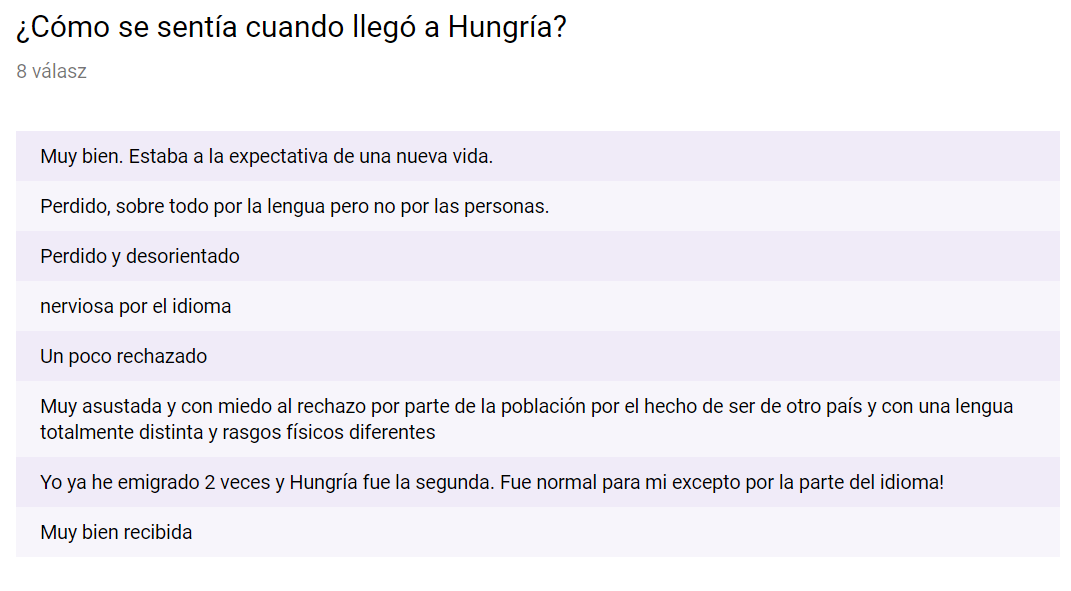 ¿Cómo se sentía cuando llegó a Hungría?
8 válasz
Muy bien. Estaba a la expectativa de una nueva vida.
Perdido, sobre todo por la lengua pero no por las personas.
Perdido y desorientado
nerviosa por el idioma
Un poco rechazado
Muy asustada y con miedo al rechazo por parte de la población por el hecho de ser de otro país y con una lengua
totalmente distinta y rasgos físicos diferentes
Yo ya he emigrado 2 veces y Hungría fue la segunda. Fue normal para mi excepto por la parte del idioma!
Muy bien recibida